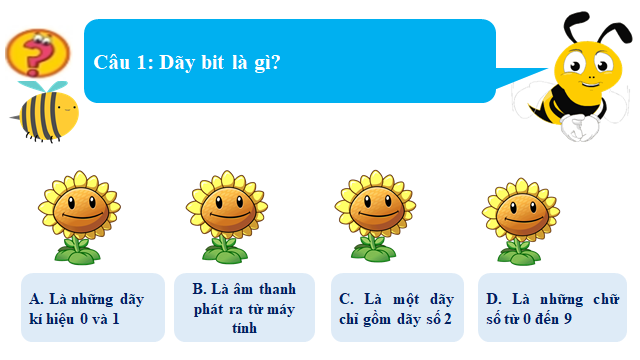 Câu 1: Dãy bit là gì?
A. Là những dãy
kí hiệu 0 và 1
B. Là âm thanh
phát ra từ máy
tính
C. Là một dãy
chỉ gồm dãy số 2
D. Là những chữ
số từ 0 đến 9